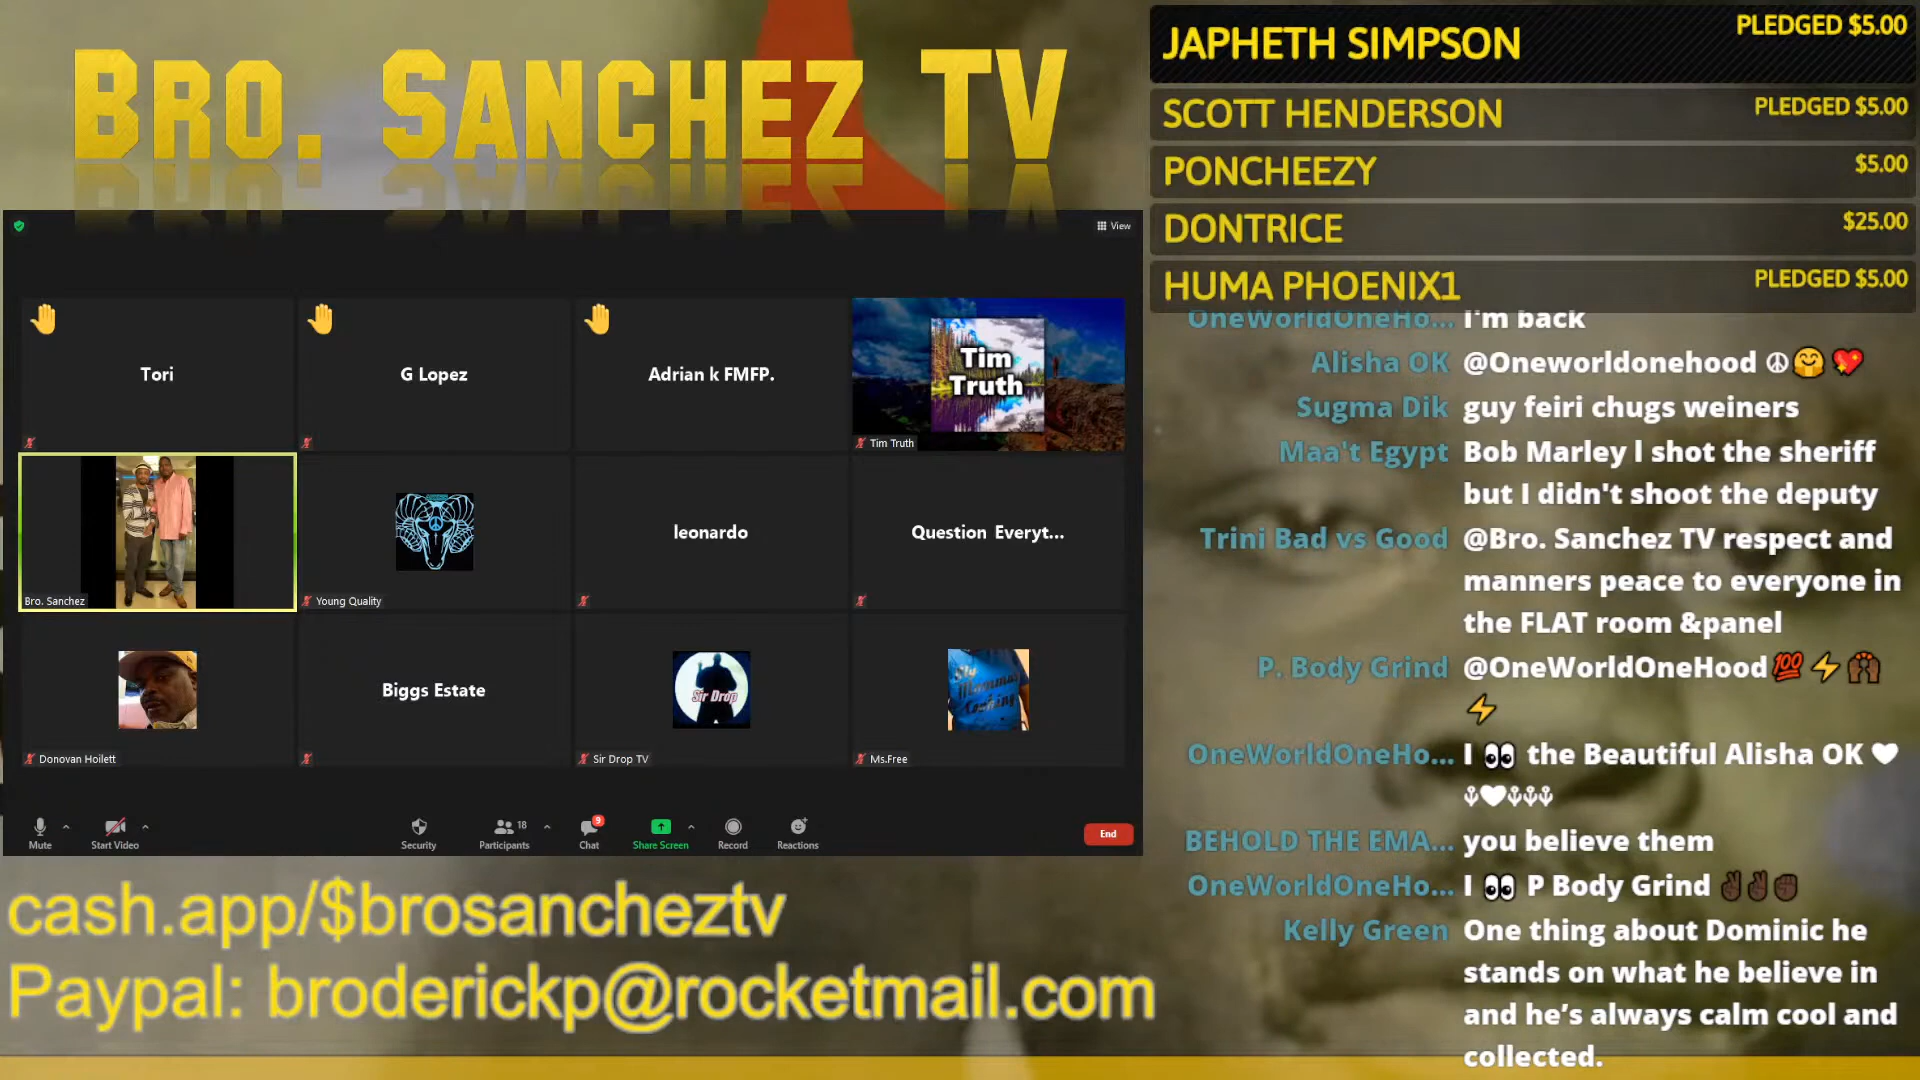 BRO. SANCHEZ TV
View
Tori
G Lopez
Adrian k FMFP.
Tim
Truth
Tim Truth
Bro. Sanchez
Young Quality
leonardo
Question Everyt...
Donovan Hoilett
Biggs Estate
Sir Drop
Sir Drop TV
My
Mommas
Cooking
Ms.Free
Mute
Start Video
Security
18
Participants
9
Chat
Share Screen
Record
Reactions
End
cash.app/$brosancheztv
Paypal: broderickp@rocketmail.com
JAPHETH SIMPSON PLEDGED $5.00
SCOTT HENDERSON PLEDGED $5.00
PONCHEEZY $5.00
DONTRICE $25.00
HUMA PHOENIX1 PLEDGED $5.00
OneWorldOneHo... I'm back
Alisha OK @Oneworldonehood ☮🤗💖
Sugma Dik guy feiri chugs weiners
Maa't Egypt Bob Marley I shot the sheriff
but I didn't shoot the deputy
Trini Bad vs Good @Bro. Sanchez TV respect and
manners peace to everyone in
the FLAT room &panel
P. Body Grind @OneWorldOneHood💯⚡🙌🏿
⚡
OneWorldOneHo... I 👀 the Beautiful Alisha OK ♥
⚓♥⚓⚓⚓
BEHOLD THE EMA... you believe them
OneWorldOneHo... I 👀 P Body Grind ✌🏿✌🏿✊🏿
Kelly Green One thing about Dominic he
stands on what he believe in
and he’s always calm cool and
collected.